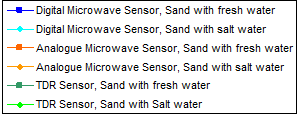 Digital Microwave Sensor, Sand with fresh water
Digital Microwave Sensor, Sand with salt water
Analogue Microwave Sensor, Sand with fresh water
Analogue Microwave Sensor, Sand with salt water
TDR Sensor, Sand with fresh water
TDR Sensor, Sand with Salt water